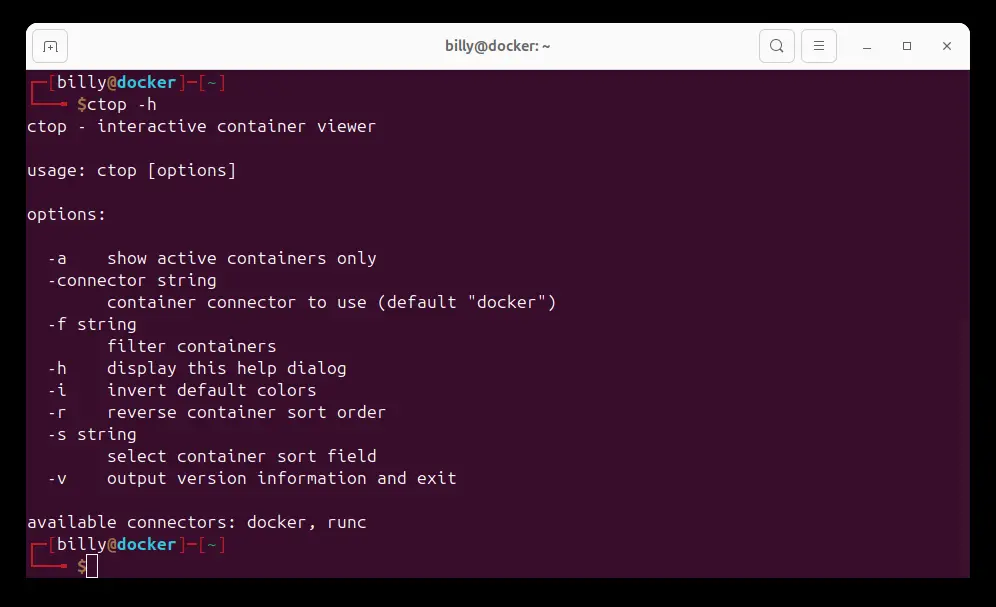 billy@docker: ~
[billy@docker]─[~]
$ctop -h
ctop - interactive container viewer
usage: ctop [options]
options:
-a    show active containers only
-connector string
container connector to use (default "docker")
-f string
filter containers
-h    display this help dialog
-i    invert default colors
-r    reverse container sort order
-s string
select container sort field
-v    output version information and exit
available connectors: docker, runc
[billy@docker]─[~]
$